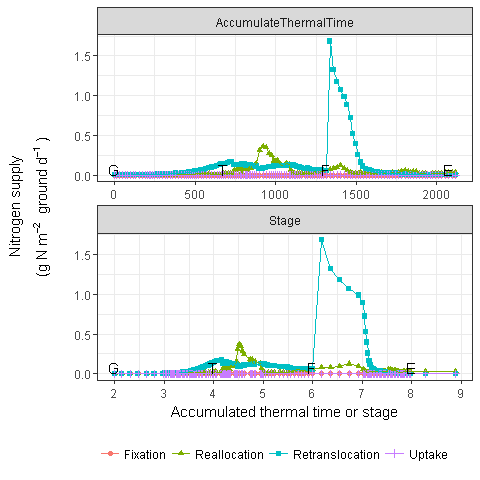 AccumulateThermalTime
1.5
1.0
0.5
0.0
G T F E
0 500 1000 1500 2000
Stage
1.5
1.0
0.5
0.0
G T F E
2 3 4 5 6 7 8 9
Nitrogen supply
(g N m⁻² ground d⁻¹ )
Accumulated thermal time or stage
Fixation Reallocation Retranslocation Uptake